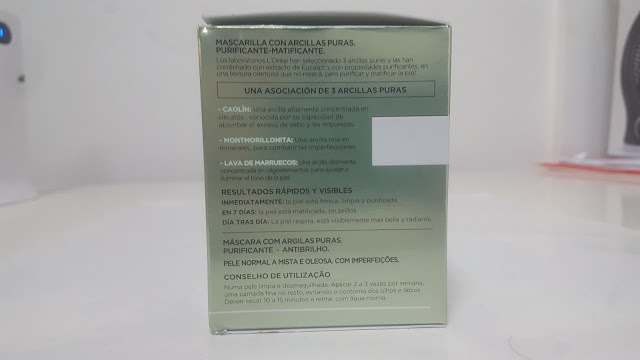 MASCARILLA CON ARCILLAS PURAS.
PURIFICANTE-MATIFICANTE.
Los laboratorios L'Oréal han seleccionado 3 arcillas puras y las han
combinado con extracto de Eucalipto, con propiedades purificantes, en
una textura cremosa que no reseca, para purificar y matificar la piel
UNA ASOCIACIÓN DE 3 ARCILLAS PURAS
• CAOLÍN: Una arcilla altamente concentrada en
silicatos, conocida por su capacidad de
absorber el exceso de sebo y las impurezas.
• MONTMORILLONITA: Una arcilla rica en
minerales, para combatir las imperfecciones.
• LAVA DE MARRUECOS: Una arcilla altamente
concentrada en oligoelementos, para ayudar a
iluminar el tono de la piel.
RESULTADOS RÁPIDOS Y VISIBLES
INMEDIATAMENTE: la piel está fresca, limpia y purificada.
EN 7 DÍAS: la piel está matificada, sin brillos.
DÍA TRAS DÍA: La piel respira, está visiblemente mas bella y radiante.
MÁSCARA COM ARGILAS PURAS.
PURIFICANTE - ANTIBRILHO.
PELE NORMAL A MISTA E OLEOSA, COM IMPERFEIÇÕES.
CONSELHO DE UTILIZAÇÃO
Numa pele limpa e desmaquilhada. Aplicar 2 a 3 vezes por semana,
uma camada fina no rosto, evitando o contorno dos olhos e lábios.
Deixar secar 10 a 15 minutos e retirar com água morna.